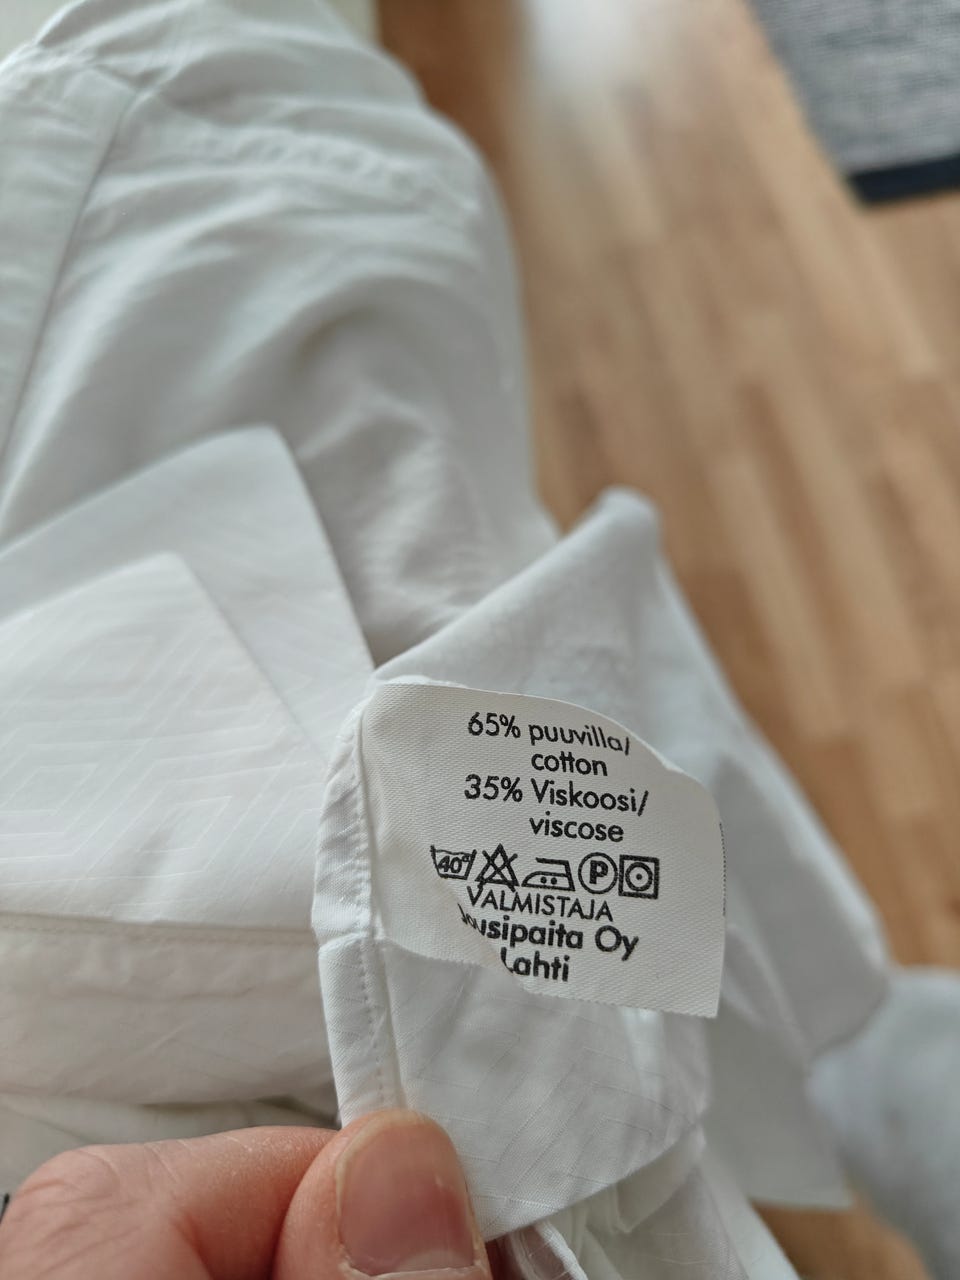 65% puuvilla/
cotton
35% Viskoosi/
viscose
40°
P
VALMISTAJA
Oy
Lahti